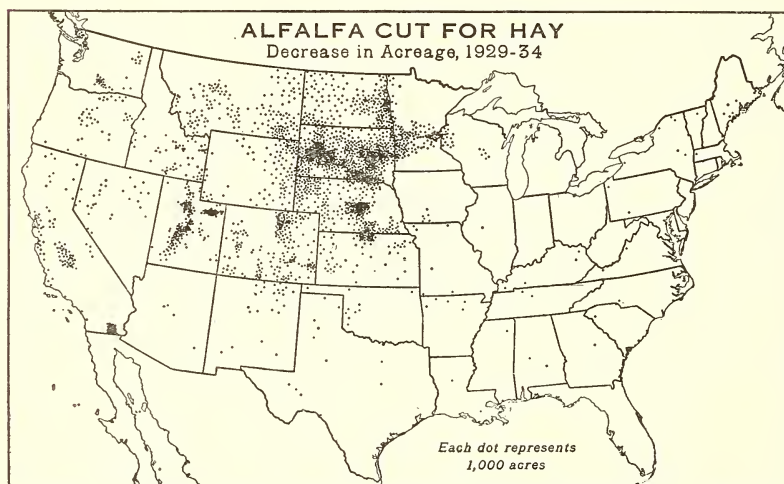 ALFALFA CUT FOR HAY
Decrease in Acreage, 1929-34
Each dot represents
1,000 acres